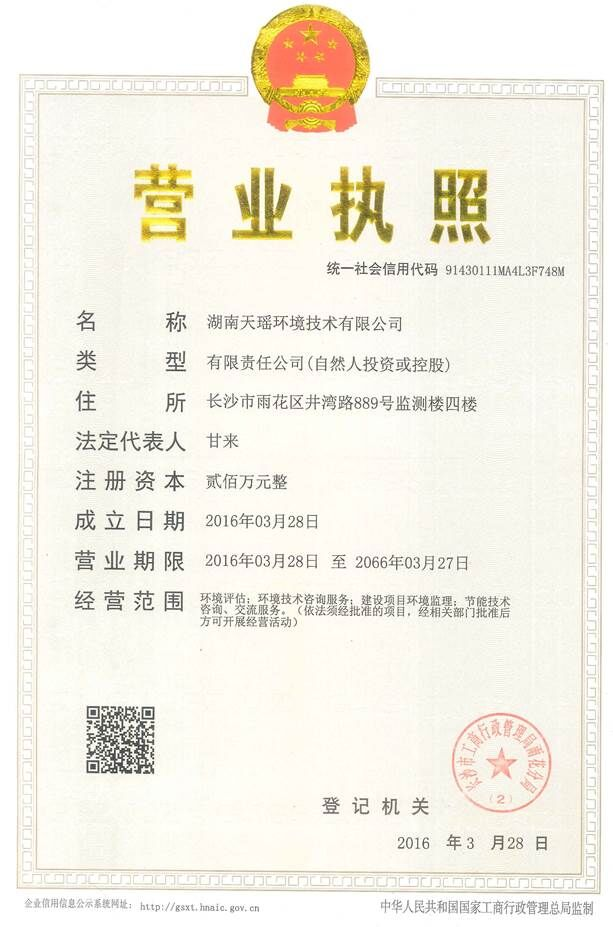 营业执照
统一社会信用代码 91430111MA4L3F748M
名称 湖南天瑶环境技术有限公司
类型 有限责任公司(自然人投资或控股)
住所 长沙市雨花区井湾路889号监测楼四楼
法定代表人 甘来
注册资本 贰佰万元整
成立日期 2016年03月28日
营业期限 2016年03月28日 至 2066年03月27日
经营范围 环境评估；环境技术咨询服务；建设项目环境监理；节能技术
咨询、交流服务。（依法须经批准的项目，经相关部门批准后
方可开展经营活动）
长沙市工商行政管理局雨花分局
(2)
登记机关
2016 年 3 月 28 日
企业信用信息公示系统网址： http://gsxt.hnaic.gov.cn
中华人民共和国国家工商行政管理总局监制